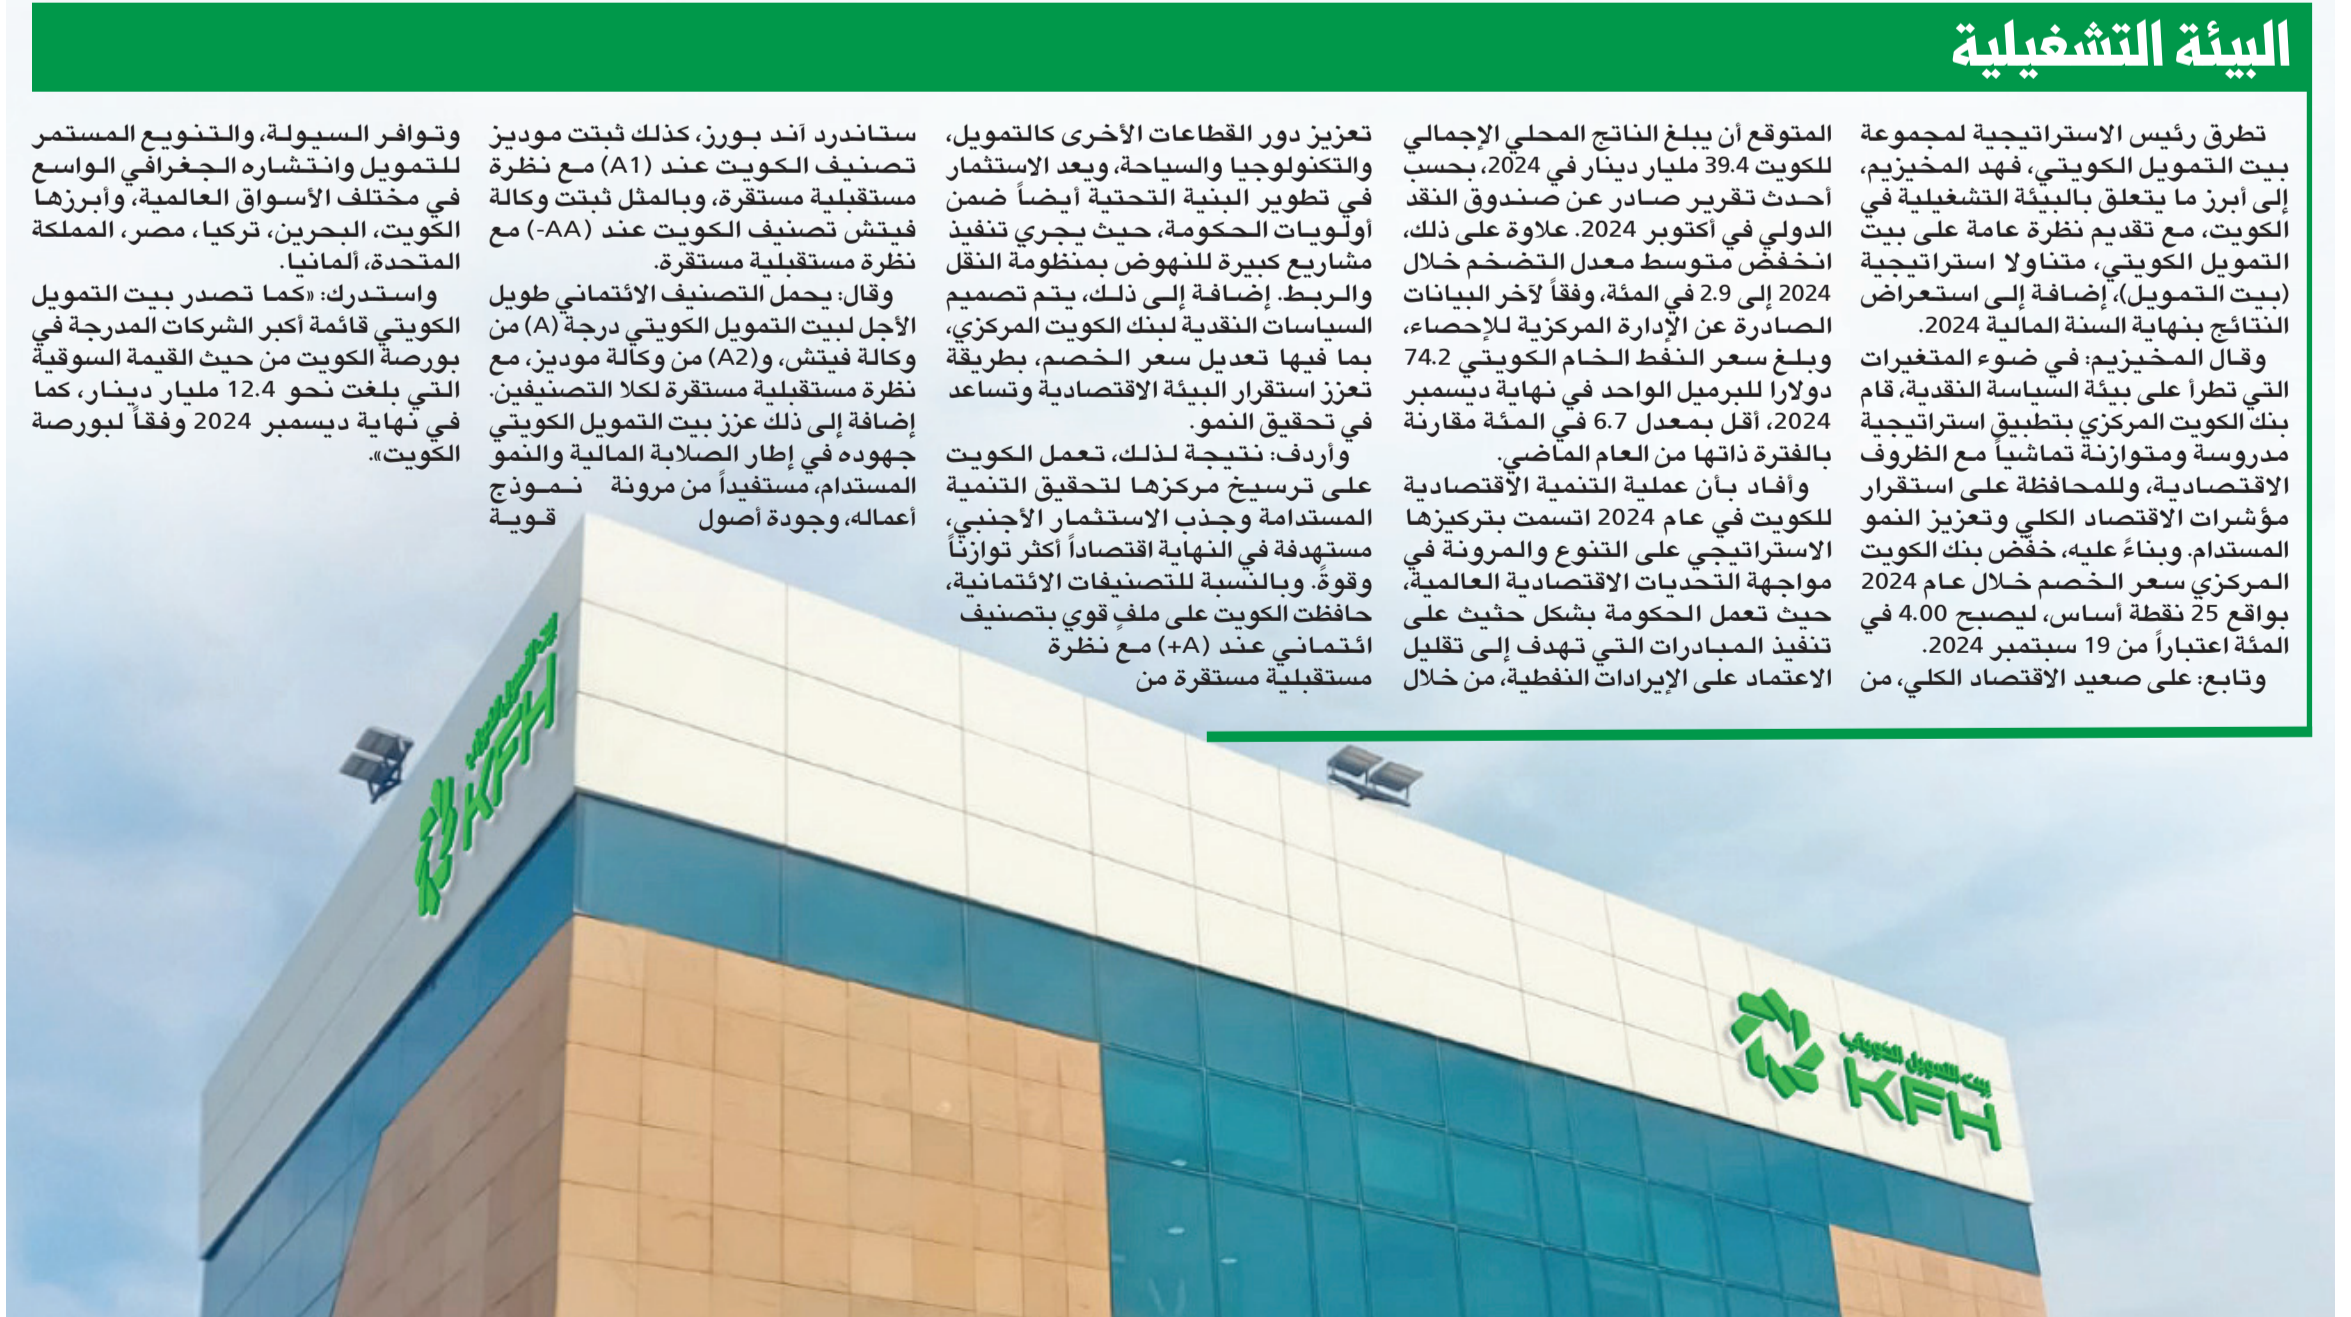 البيئة التشغيلية
تطرق رئيس الاستراتيجية لمجموعة
بيت التمويل الكويتي، فهد المخيزيم،
إلى أبرز ما يتعلق بالبيئة التشغيلية في
الكويت، مع تقديم نظرة عامة على بيت
التمويل الكويتي، متناولا استراتيجية
(بيت التمويل)، إضافة إلى استعراض
النتائج بنهاية السنة المالية 2024.
وقال المخيزيم: في ضوء المتغيرات
التي تطرأ على بيئة السياسة النقدية، قام
بنك الكويت المركزي بتطبيق استراتيجية
مدروسة ومتوازنة تماشياً مع الظروف
الاقتصادية، وللمحافظة على استقرار
مؤشرات الاقتصاد الكلي وتعزيز النمو
المستدام. وبناءً عليه، خفَّض بنك الكويت
المركزي سعر الخصم خلال عام 2024
بواقع 25 نقطة أساس، ليصبح 4.00 في
المئة اعتباراً من 19 سبتمبر 2024.
وتابع: على صعيد الاقتصاد الكلي، من
المتوقع أن يبلغ الناتج المحلي الإجمالي
للكويت 39.4 مليار دينار في 2024، بحسب
أحدث تقرير صادر عن صندوق النقد
الدولي في أكتوبر 2024. علاوة على ذلك،
انخفض متوسط معدل التضخم خلال
2024 إلى 2.9 في المئة، وفقاً لآخر البيانات
الصادرة عن الإدارة المركزية للإحصاء،
وبلغ سعر النفط الخام الكويتي 74.2
دولارا للبرميل الواحد في نهاية ديسمبر
2024، أقل بمعدل 6.7 في المئة مقارنة
بالفترة ذاتها من العام الماضي.
وأفاد بأن عملية التنمية الاقتصادية
للكويت في عام 2024 اتسمت بتركيزها
الاستراتيجي على التنوع والمرونة في
مواجهة التحديات الاقتصادية العالمية،
حيث تعمل الحكومة بشكل حثيث على
تنفيذ المبادرات التي تهدف إلى تقليل
الاعتماد على الإيرادات النفطية، من خلال
تعزيز دور القطاعات الأخرى كالتمويل،
والتكنولوجيا والسياحة، ويعد الاستثمار
في تطوير البنية التحتية أيضاً ضمن
أولويات الحكومة، حيث يجري تنفيذ
مشاريع كبيرة للنهوض بمنظومة النقل
والربط. إضافة إلى ذلك، يتم تصميم
السياسات النقدية لبنك الكويت المركزي،
بما فيها تعديل سعر الخصم، بطريقة
تعزز استقرار البيئة الاقتصادية وتساعد
في تحقيق النمو.
وأردف: نتيجة لذلك، تعمل الكويت
على ترسيخ مركزها لتحقيق التنمية
المستدامة وجذب الاستثمار الأجنبي،
مستهدفة في النهاية اقتصاداً أكثر توازناً
وقوةً. وبالنسبة للتصنيفات الائتمانية،
حافظت الكويت على ملفٍ قوي بتصنيف
ائتماني عند (A+) مع نظرة
مستقبلية مستقرة من
ستاندرد آند بورز، كذلك ثبتت موديز
تصنيف الكويت عند (A1) مع نظرة
مستقبلية مستقرة، وبالمثل ثبتت وكالة
فيتش تصنيف الكويت عند (AA-) مع
نظرة مستقبلية مستقرة.
وقال: يحمل التصنيف الائتماني طويل
الأجل لبيت التمويل الكويتي درجة (A) من
وكالة فيتش، و(A2) من وكالة موديز، مع
نظرة مستقبلية مستقرة لكلا التصنيفين.
إضافة إلى ذلك عزز بيت التمويل الكويتي
جهوده في إطار الصلابة المالية والنمو
المستدام، مستفيداً من مرونة نموذج
أعماله، وجودة أصول قوية
وتوافر السيولة، والتنويع المستمر
للتمويل وانتشاره الجغرافي الواسع
في مختلف الأسواق العالمية، وأبرزها
الكويت، البحرين، تركيا، مصر، المملكة
المتحدة، ألمانيا.
واستدرك: «كما تصدر بيت التمويل
الكويتي قائمة أكبر الشركات المدرجة في
بورصة الكويت من حيث القيمة السوقية
التي بلغت نحو 12.4 مليار دينار، كما
في نهاية ديسمبر 2024 وفقاً لبورصة
الكويت».
بيت التمويل الكويتي
KFH
بيت التمويل الكويتي
KFH